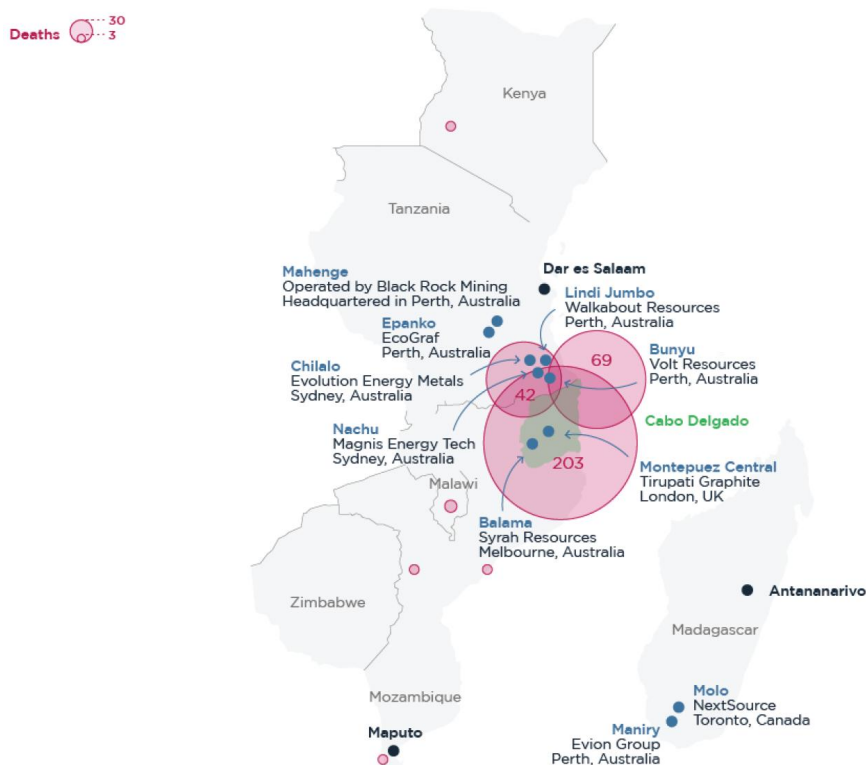 30
Deaths
3
Kenya
Tanzania
Dar es Salaam
Mahenge
Operated by Black Rock Mining
Headquartered in Perth, Australia
Lindi Jumbo
Walkabout Resources
Perth, Australia
Epanko
EcoGraf
Perth, Australia
69
Bunyu
Volt Resources
Perth, Australia
Chilalo
Evolution Energy Metals
Sydney, Australia
42
Cabo Delgado
Nachu
Magnis Energy Tech
Sydney, Australia
203
Montepuez Central
Tirupati Graphite
London, UK
Malawi
Balama
Syrah Resources
Melbourne, Australia
Zimbabwe
Antananarivo
Madagascar
Mozambique
Molo
NextSource
Toronto, Canada
Maputo
Maniry
Evion Group
Perth, Australia